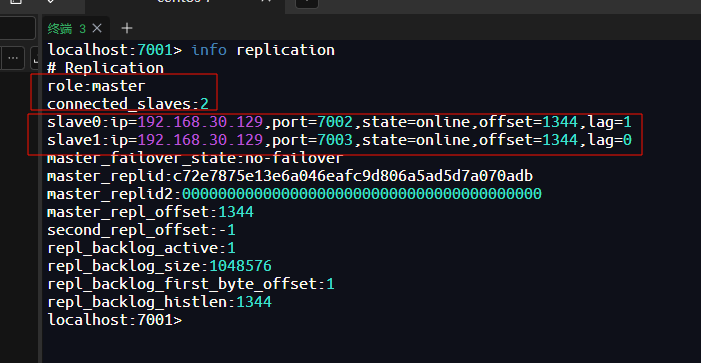 终端 3
localhost:7001> info replication
# Replication
role:master
connected_slaves:2
slave0:ip=192.168.30.129,port=7002,state=online,offset=1344,lag=1
slave1:ip=192.168.30.129,port=7003,state=online,offset=1344,lag=0
master_failover_state:no-failover
master_replid:c72e7875e13e6a046eafc9d806a5ad5d7a070adb
master_replid2:0000000000000000000000000000000000000000
master_repl_offset:1344
second_repl_offset:-1
repl_backlog_active:1
repl_backlog_size:1048576
repl_backlog_first_byte_offset:1
repl_backlog_histlen:1344
localhost:7001>